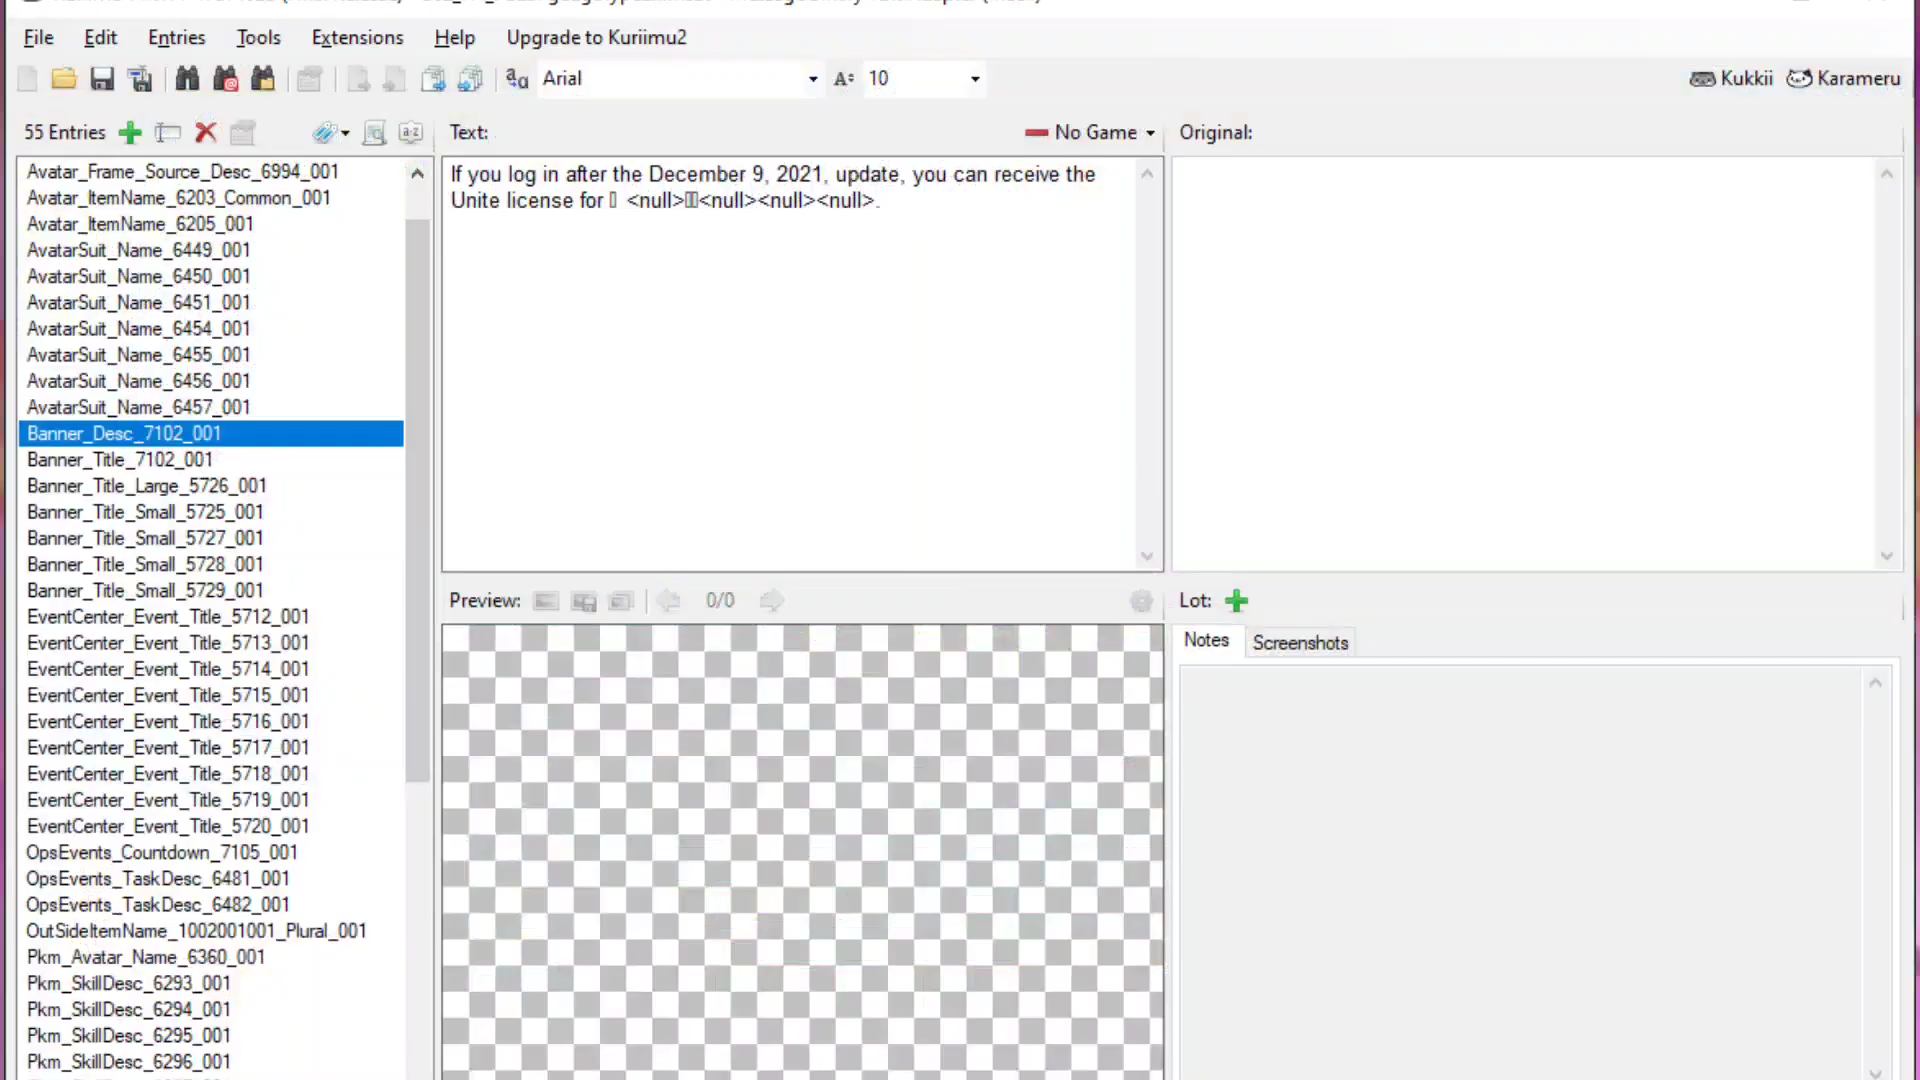 File Edit Entries Tools Extensions Help Upgrade to Kuriimu2
Arial 10 Kukkii Karameru
55 Entries
Avatar_Frame_Source_Desc_6994_001
Avatar_ItemName_6203_Common_001
Avatar_ItemName_6205_001
AvatarSuit_Name_6449_001
AvatarSuit_Name_6450_001
AvatarSuit_Name_6451_001
AvatarSuit_Name_6454_001
AvatarSuit_Name_6455_001
AvatarSuit_Name_6456_001
AvatarSuit_Name_6457_001
Banner_Desc_7102_001
Banner_Title_7102_001
Banner_Title_Large_5726_001
Banner_Title_Small_5725_001
Banner_Title_Small_5727_001
Banner_Title_Small_5728_001
Banner_Title_Small_5729_001
EventCenter_Event_Title_5712_001
EventCenter_Event_Title_5713_001
EventCenter_Event_Title_5714_001
EventCenter_Event_Title_5715_001
EventCenter_Event_Title_5716_001
EventCenter_Event_Title_5717_001
EventCenter_Event_Title_5718_001
EventCenter_Event_Title_5719_001
EventCenter_Event_Title_5720_001
OpsEvents_Countdown_7105_001
OpsEvents_TaskDesc_6481_001
OpsEvents_TaskDesc_6482_001
OutSideItemName_1002001001_Plural_001
Pkm_Avatar_Name_6360_001
Pkm_SkillDesc_6293_001
Pkm_SkillDesc_6294_001
Pkm_SkillDesc_6295_001
Pkm_SkillDesc_6296_001
Text: No Game
If you log in after the December 9, 2021, update, you can receive the
Unite license for <null><null><null><null>.
Preview: 0/0
Original:
Lot:
Notes Screenshots